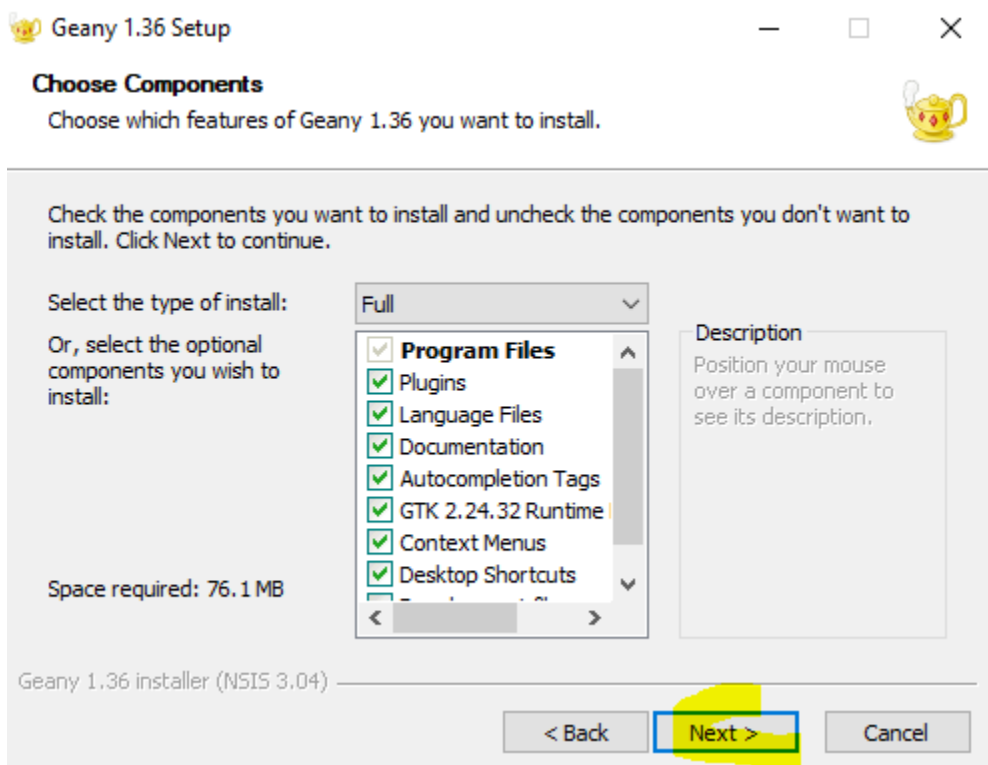 Geany 1.36 Setup
Choose Components
Choose which features of Geany 1.36 you want to install.
Check the components you want to install and uncheck the components you don't want to
install. Click Next to continue.
Select the type of install:
Full
Or, select the optional
components you wish to
install:
Program Files
Plugins
Language Files
Documentation
Autocompletion Tags
GTK 2.24.32 Runtime
Context Menus
Desktop Shortcuts
Description
Position your mouse
over a component to
see its description.
Space required: 76.1 MB
Geany 1.36 installer (NSIS 3.04)
< Back
Next >
Cancel